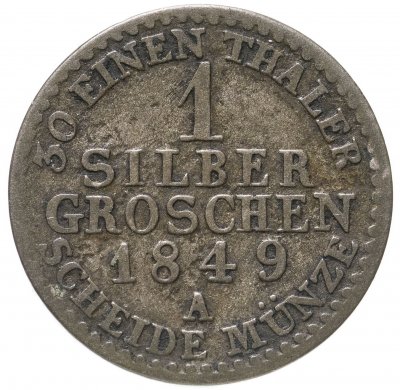 30 EINEN THALER
1
SILBER
GROSCHEN
1849
A
SCHEIDE MÜNZE